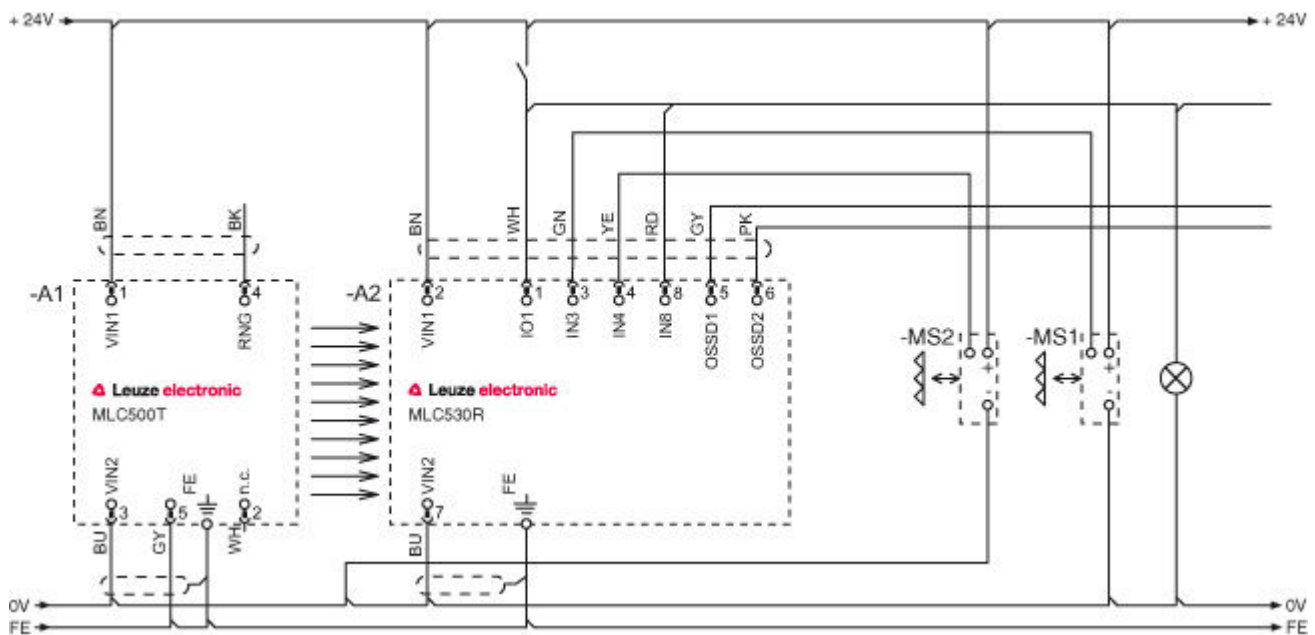 + 24V
+ 24V
BN
BK
BN
WH
GN
YE
RD
GY
PK
-A1
1
4
-A2
2
1
3
4
8
5
6
VIN1
RNG
VIN1
IO1
IN3
IN4
IN8
OSSD1
OSSD2
-MS2
-MS1
+
-
+
-
Leuze electronic
MLC500T
Leuze electronic
MLC530R
VIN2
FE
n.c.
VIN2
FE
3
5
2
7
BU
GY
WH
BU
0V
0V
FE
FE